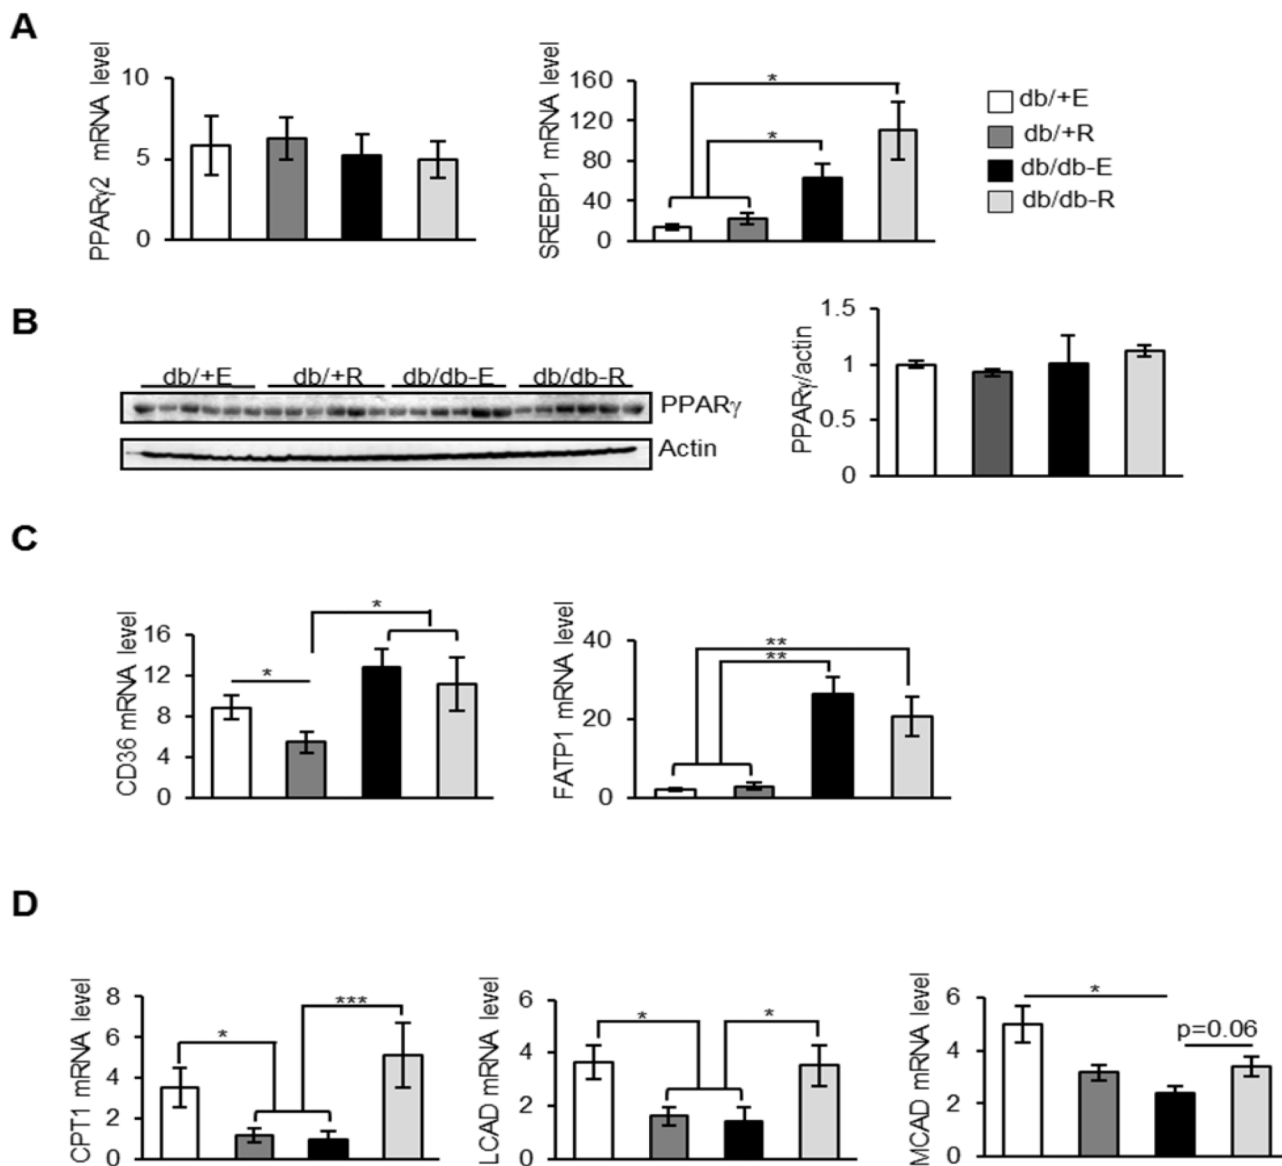 A
PPARγ2 mRNA level
10
5
0
SREBP1 mRNA level
160
120
80
40
0
*
*
db/+E
db/+R
db/db-E
db/db-R
B
db/+E db/+R db/db-E db/db-R
PPARγ
Actin
PPARγ/actin
1.5
1
0.5
0
C
CD36 mRNA level
16
12
8
4
0
*
*
FATP1 mRNA level
40
20
0
**
**
D
CPT1 mRNA level
8
6
4
2
0
*
***
LCAD mRNA level
6
4
2
0
*
*
MCAD mRNA level
6
4
2
0
*
p=0.06